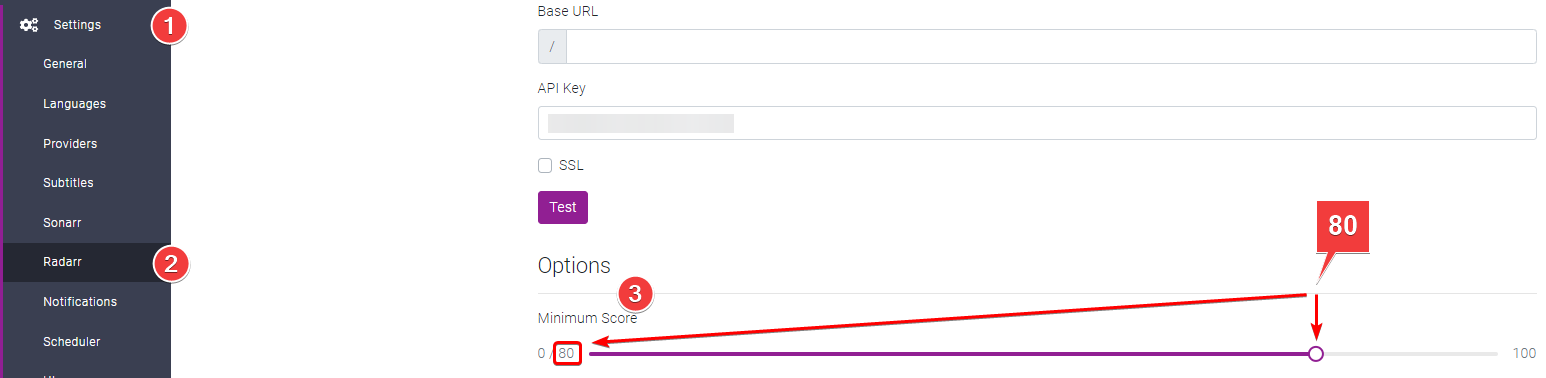 Settings
1
General
Languages
Providers
Subtitles
Sonarr
Radarr
2
Notifications
Scheduler
Base URL
/
API Key
SSL
Test
80
Options
3
Minimum Score
0 / 80
100